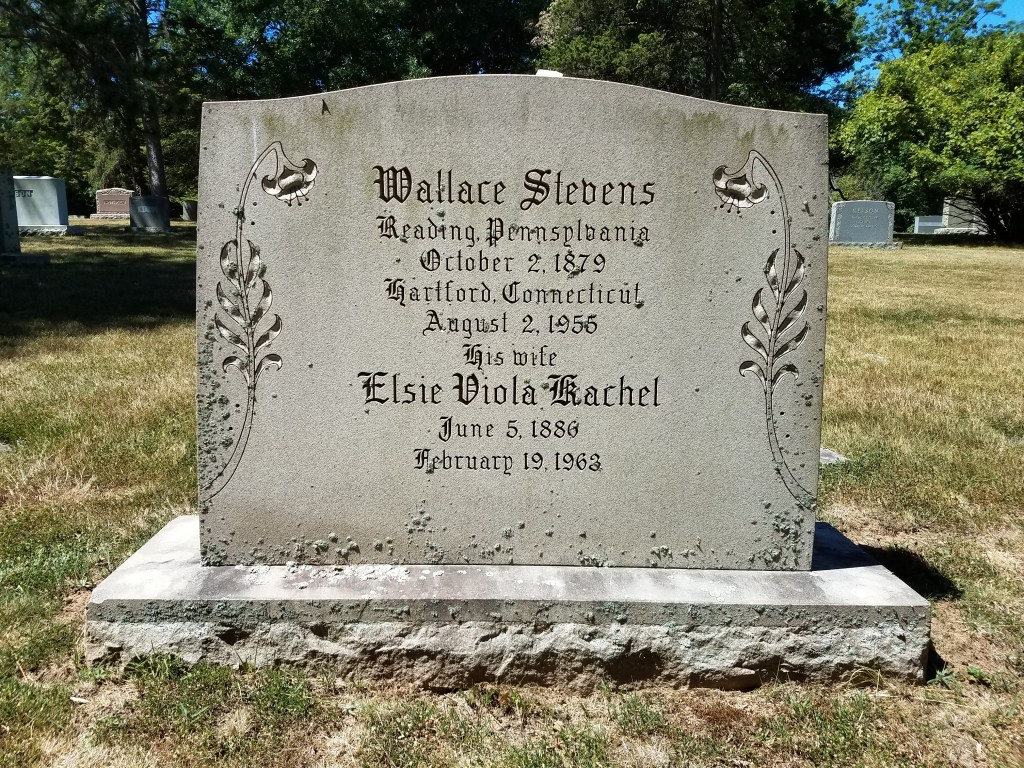 Wallace Stevens
Reading, Pennsylvania
October 2, 1879
Hartford, Connecticut
August 2, 1955
His wife
Elsie Viola Kachel
June 5, 1886
February 19, 1963
NELSON